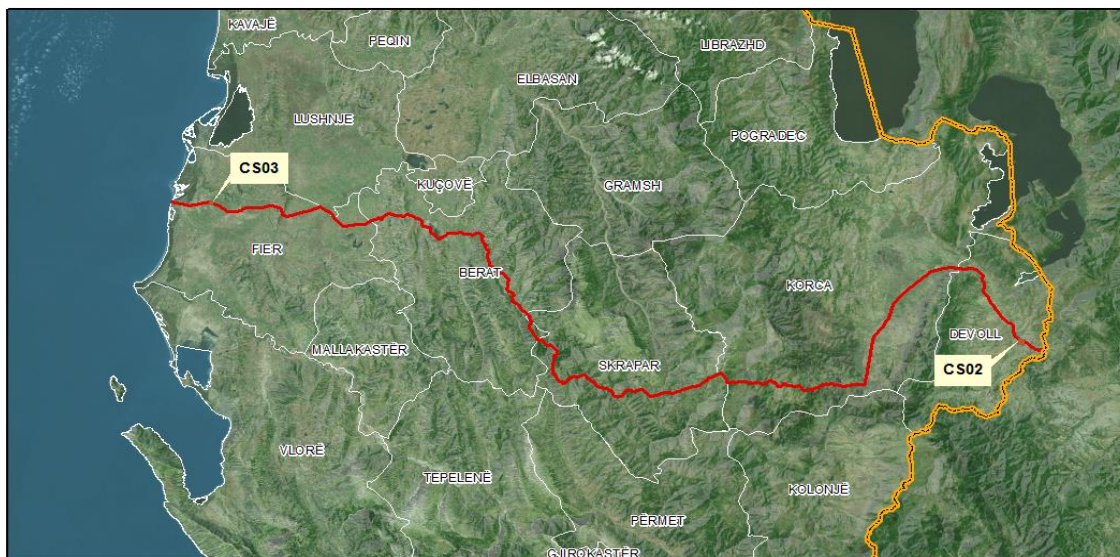 KAVAJË
PEQIN
LIBRAZHD
ELBASAN
LUSHNJE
POGRADEC
CS03
KUÇOVË
GRAMSH
FIER
BERAT
KORCA
DEVOLL
MALLAKASTËR
SKRAPAR
CS02
VLORË
TEPELENË
KOLONJË
PËRMET
GJIROKASTËR